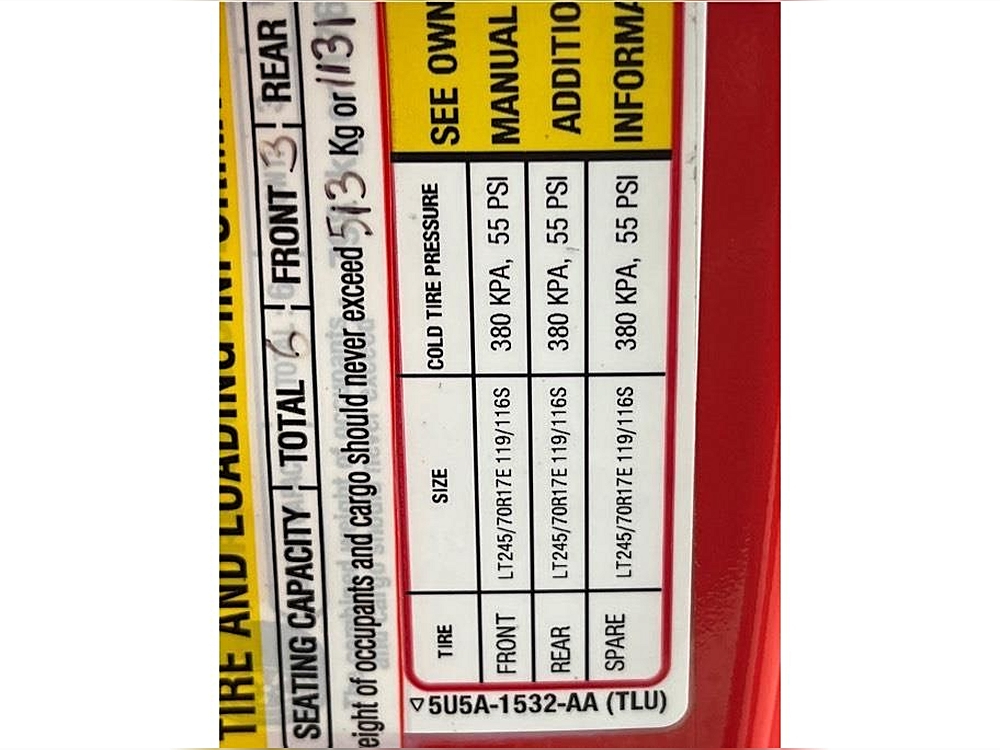 TIRE AND LOADING
SEATING CAPACITY TOTAL 6 FRONT 3 REAR
eight of occupants and cargo should never exceed 513 Kg or 1131
TIRE SIZE COLD TIRE PRESSURE SEE OWN
FRONT LT245/70R17E 119/116S 380 KPA, 55 PSI MANUAL
REAR LT245/70R17E 119/116S 380 KPA, 55 PSI ADDITIO
SPARE LT245/70R17E 119/116S 380 KPA, 55 PSI INFORMA
5U5A-1532-AA (TLU)